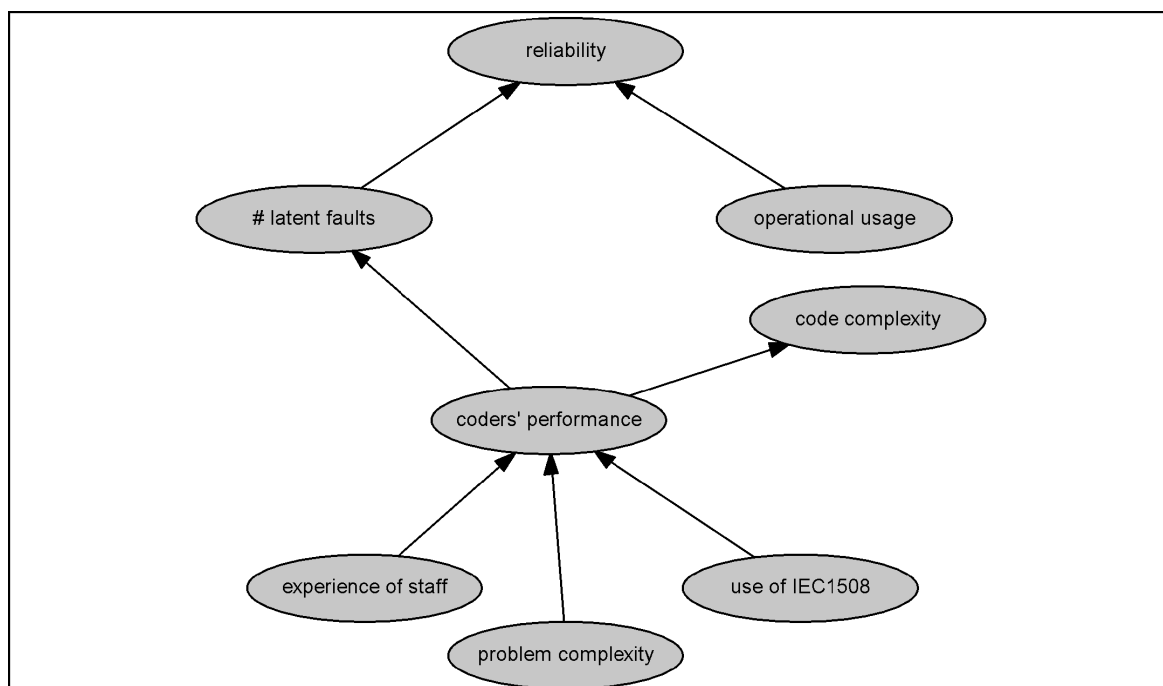 reliability
# latent faults
operational usage
code complexity
coders' performance
experience of staff
use of IEC1508
problem complexity